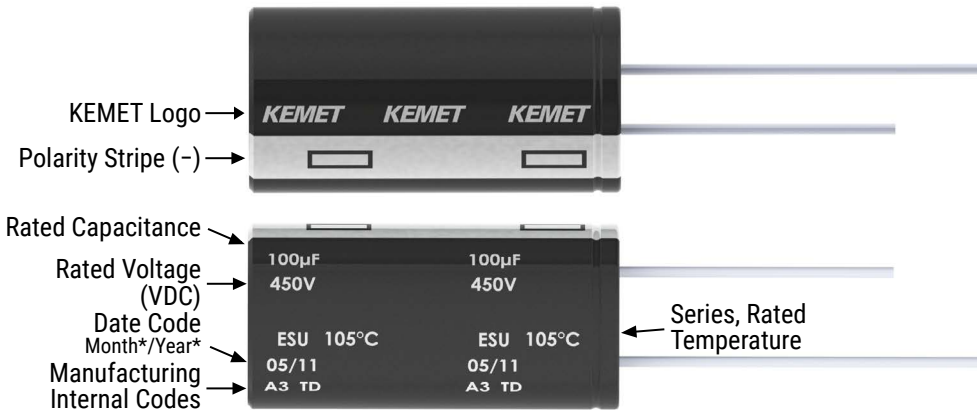 KEMET Logo
KEMET KEMET KEMET
Polarity Stripe (−)
Rated Capacitance
100µF 100µF
Rated Voltage
(VDC)
450V 450V
Date Code
Month*/Year*
ESU 105°C ESU 105°C
Series, Rated
Temperature
05/11 05/11
Manufacturing
Internal Codes
A3 TD A3 TD